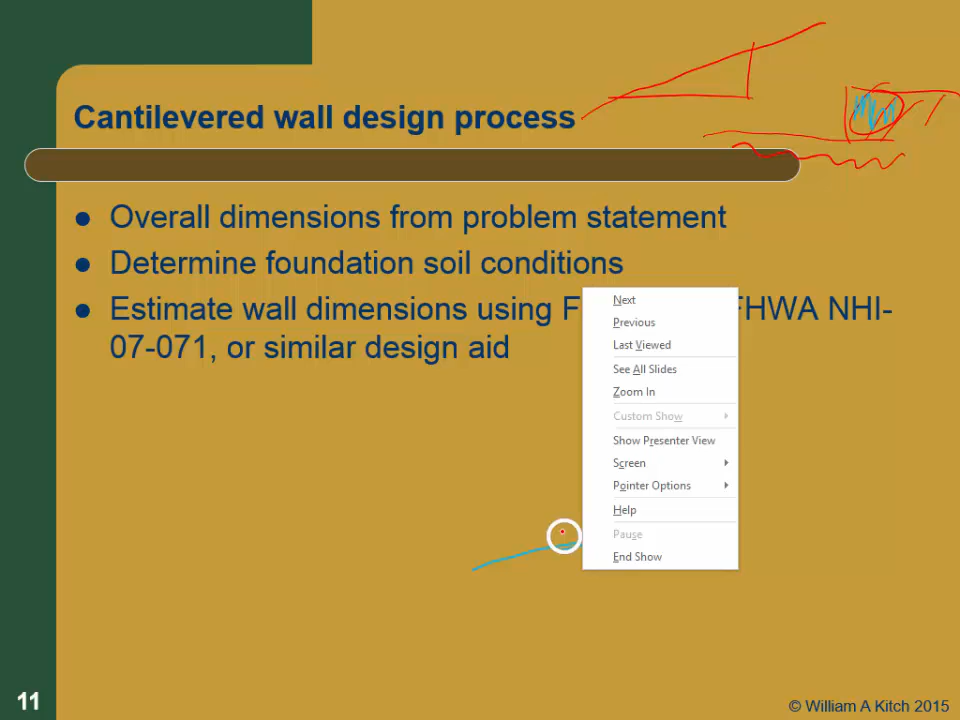 Cantilevered wall design process
Overall dimensions from problem statement
Determine foundation soil conditions
Estimate wall dimensions using F FHWA NHI-
07-071, or similar design aid
Next
Previous
Last Viewed
See All Slides
Zoom In
Custom Show
Show Presenter View
Screen
Pointer Options
Help
Pause
End Show
11
© William A Kitch 2015